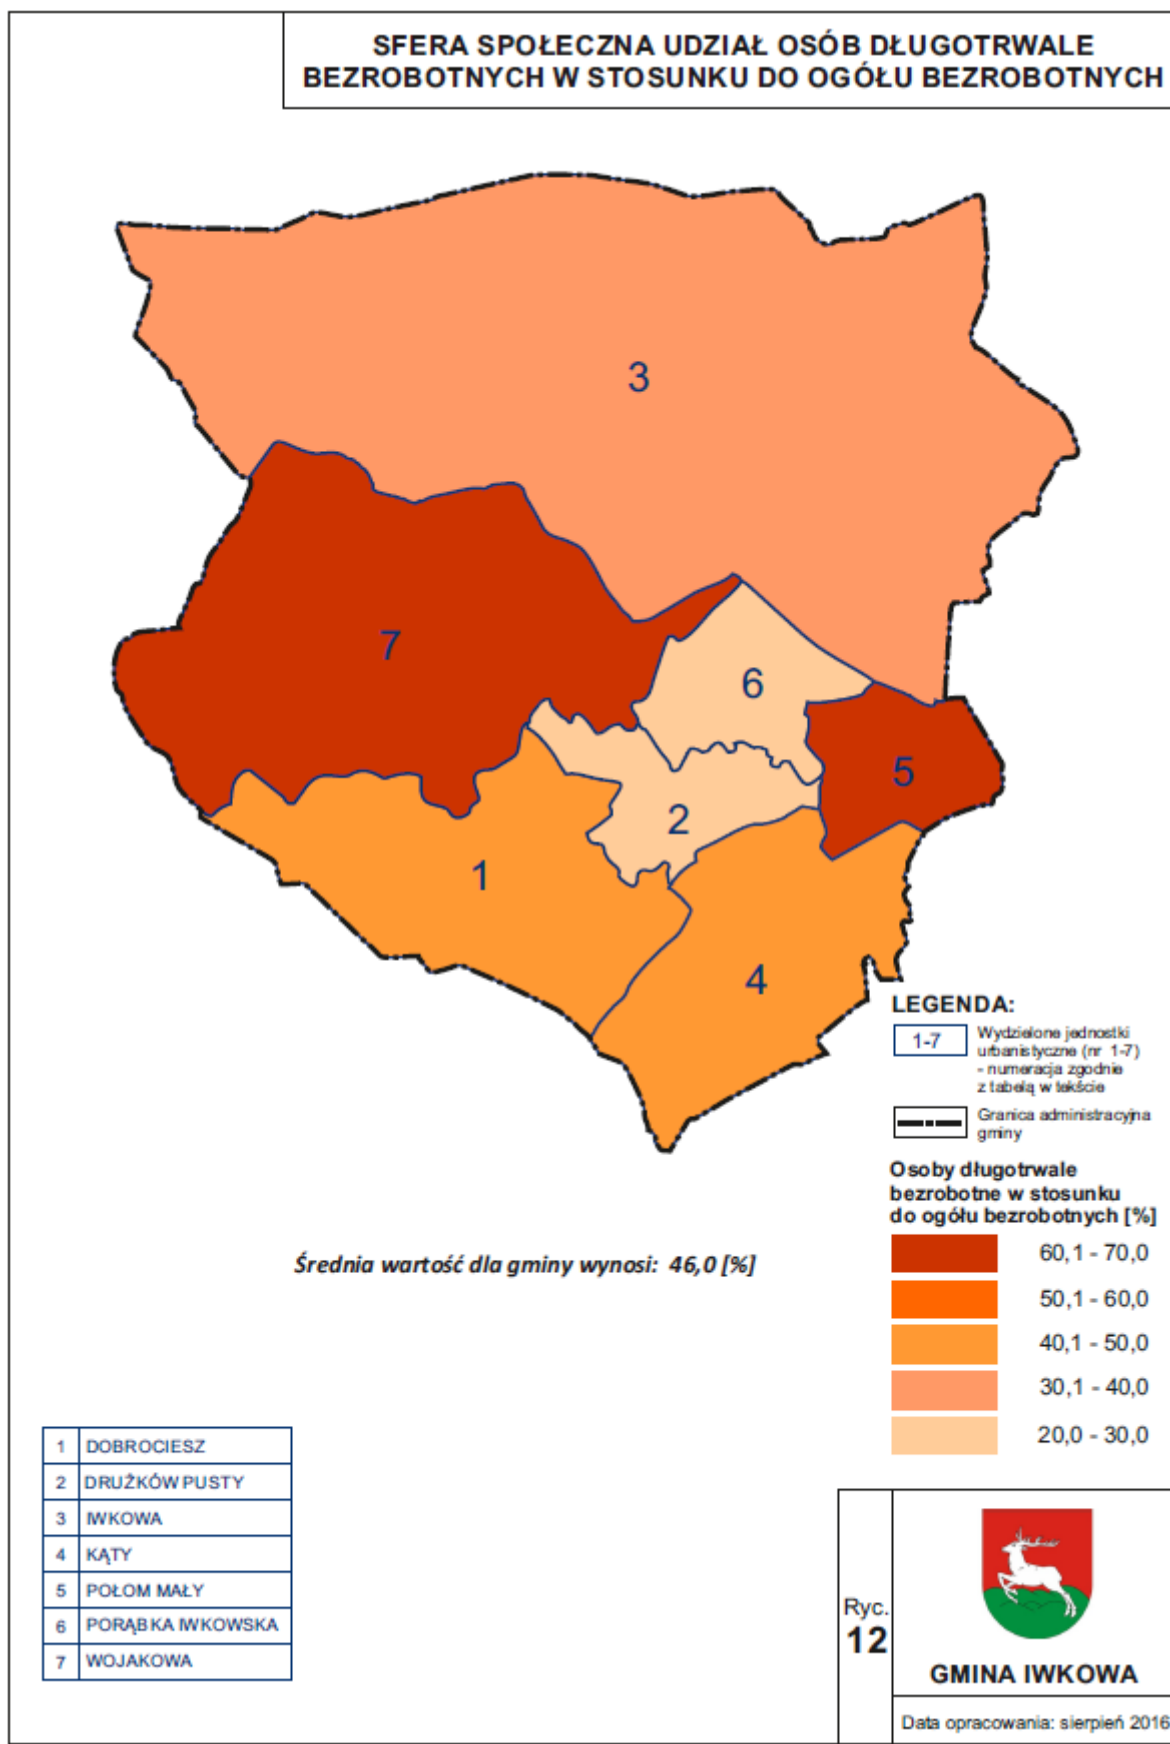 SFERA SPOŁECZNA UDZIAŁ OSÓB DŁUGOTRWALE
BEZROBOTNYCH W STOSUNKU DO OGÓŁU BEZROBOTNYCH
3
7
6
5
2
1
4
LEGENDA:
1-7
Wydzielone jednostki
urbanistyczne (nr 1-7)
- numeracja zgodnie
z tabelą w tekście
Granica administracyjna
gminy
Osoby długotrwale
bezrobotne w stosunku
do ogółu bezrobotnych [%]
60,1 - 70,0
50,1 - 60,0
40,1 - 50,0
30,1 - 40,0
20,0 - 30,0
Średnia wartość dla gminy wynosi: 46,0 [%]
1 DOBROCIESZ
2 DRUŻKÓW PUSTY
3 IWKOWA
4 KĄTY
5 POŁOM MAŁY
6 PORĄBKA IWKOWSKA
7 WOJAKOWA
Ryc.
12
GMINA IWKOWA
Data opracowania: sierpień 2016